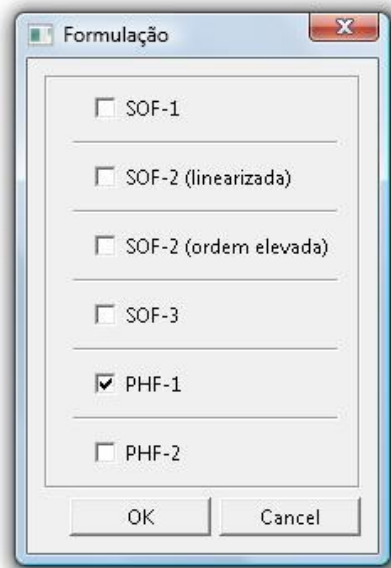 Formulação
SOF-1
SOF-2 (linearizada)
SOF-2 (ordem elevada)
SOF-3
PHF-1
PHF-2
OK Cancel